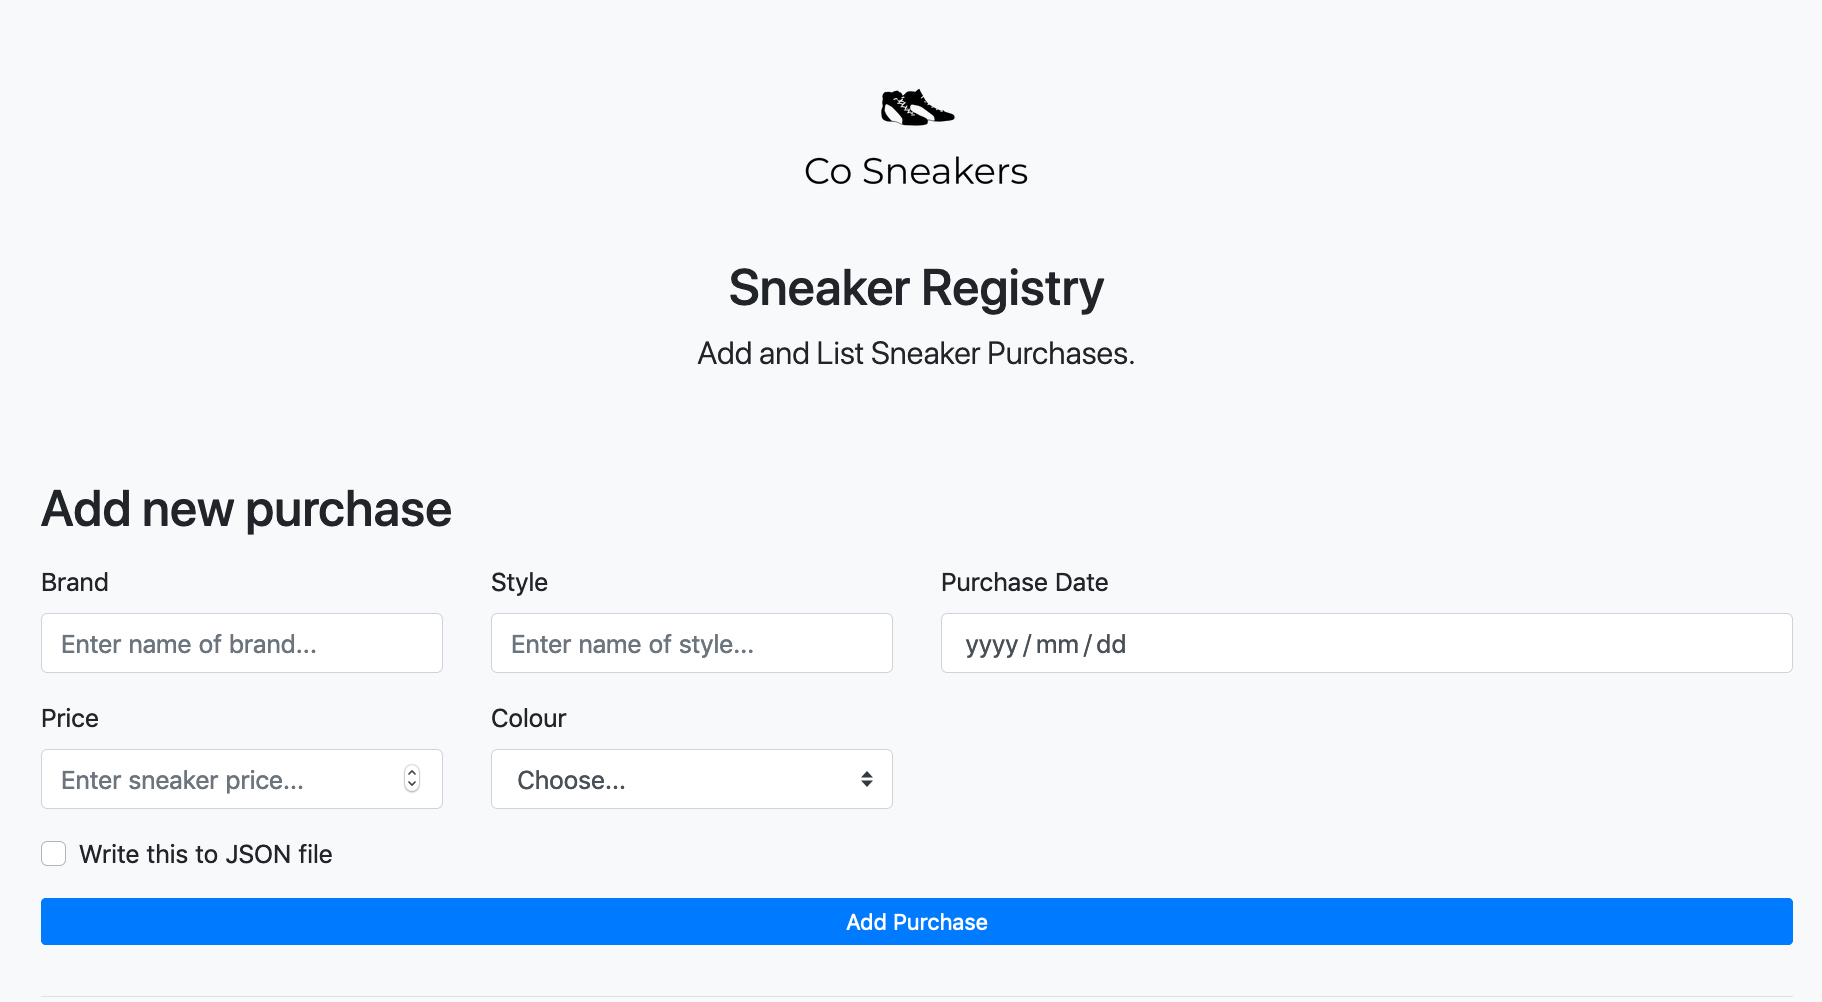 Co Sneakers
Sneaker Registry
Add and List Sneaker Purchases.
Add new purchase
Brand
Style
Purchase Date
Enter name of brand...
Enter name of style...
yyyy/mm/dd
Price
Colour
Enter sneaker price...
Choose...
Write this to JSON file
Add Purchase